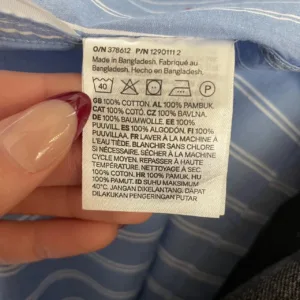 O/N 378612 P/N 1290111 2
Made in Bangladesh. Fabriqué au
Bangladesh. Hecho en Bangladesh.
40
GB 100% COTTON. AL 100% PAMBUK.
CAT 100% COTÓ. CZ 100% BAVLNA.
DE 100% BAUMWOLLE. EE 100%
PUUVILL. ES 100% ALGODÓN. FI 100%
PUUVILLAA. FR LAVER À LA MACHINE À
30°C. BLANCHIR SANS CHLORE
SI NÉCESSAIRE. SÉCHER À LA MACHINE
CYCLE MOYEN. REPASSER À HAUTE
TEMPÉRATURE. NETTOYAGE À SEC
100% COTON. HR 100% PAMUK. HU
100% PAMUT. ID SUHU MAKSIMUM
40°C. JANGAN DIKELANTANG. DAPAT
DILAKUKAN PENGERINGAN PUTAR